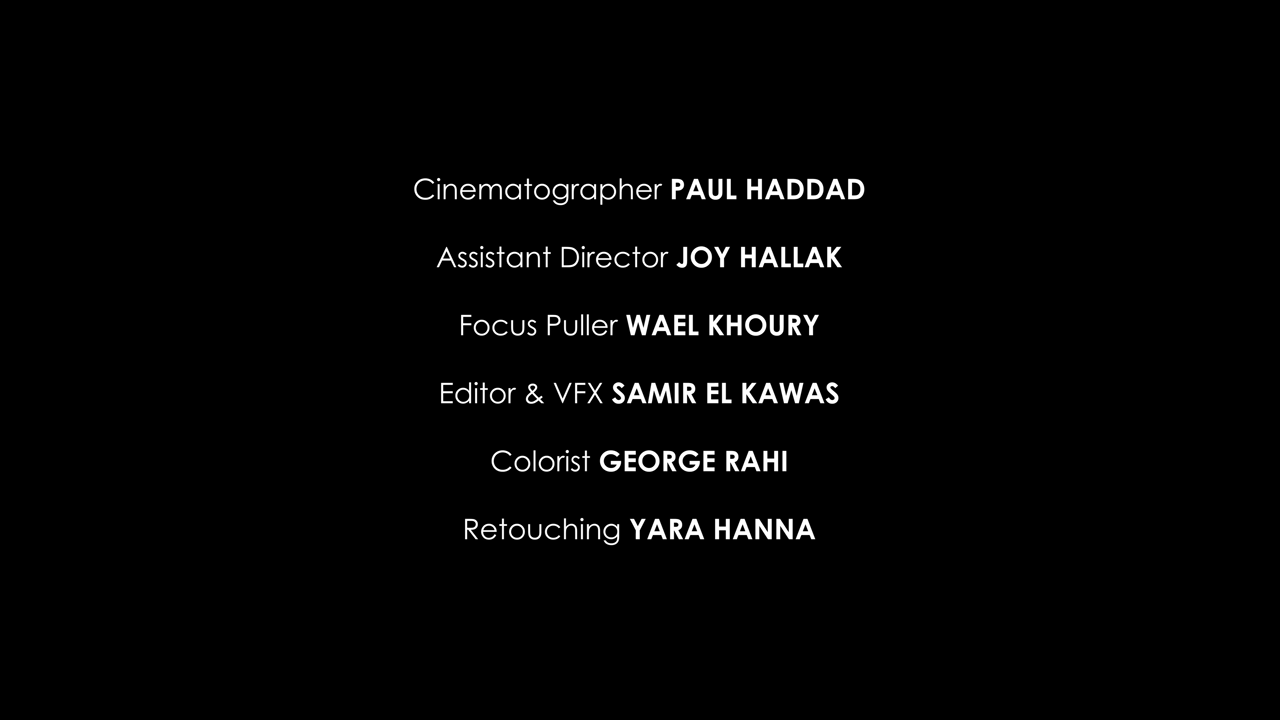 Cinematographer PAUL HADDAD
Assistant Director JOY HALLAK
Focus Puller WAEL KHOURY
Editor & VFX SAMIR EL KAWAS
Colorist GEORGE RAHI
Retouching YARA HANNA